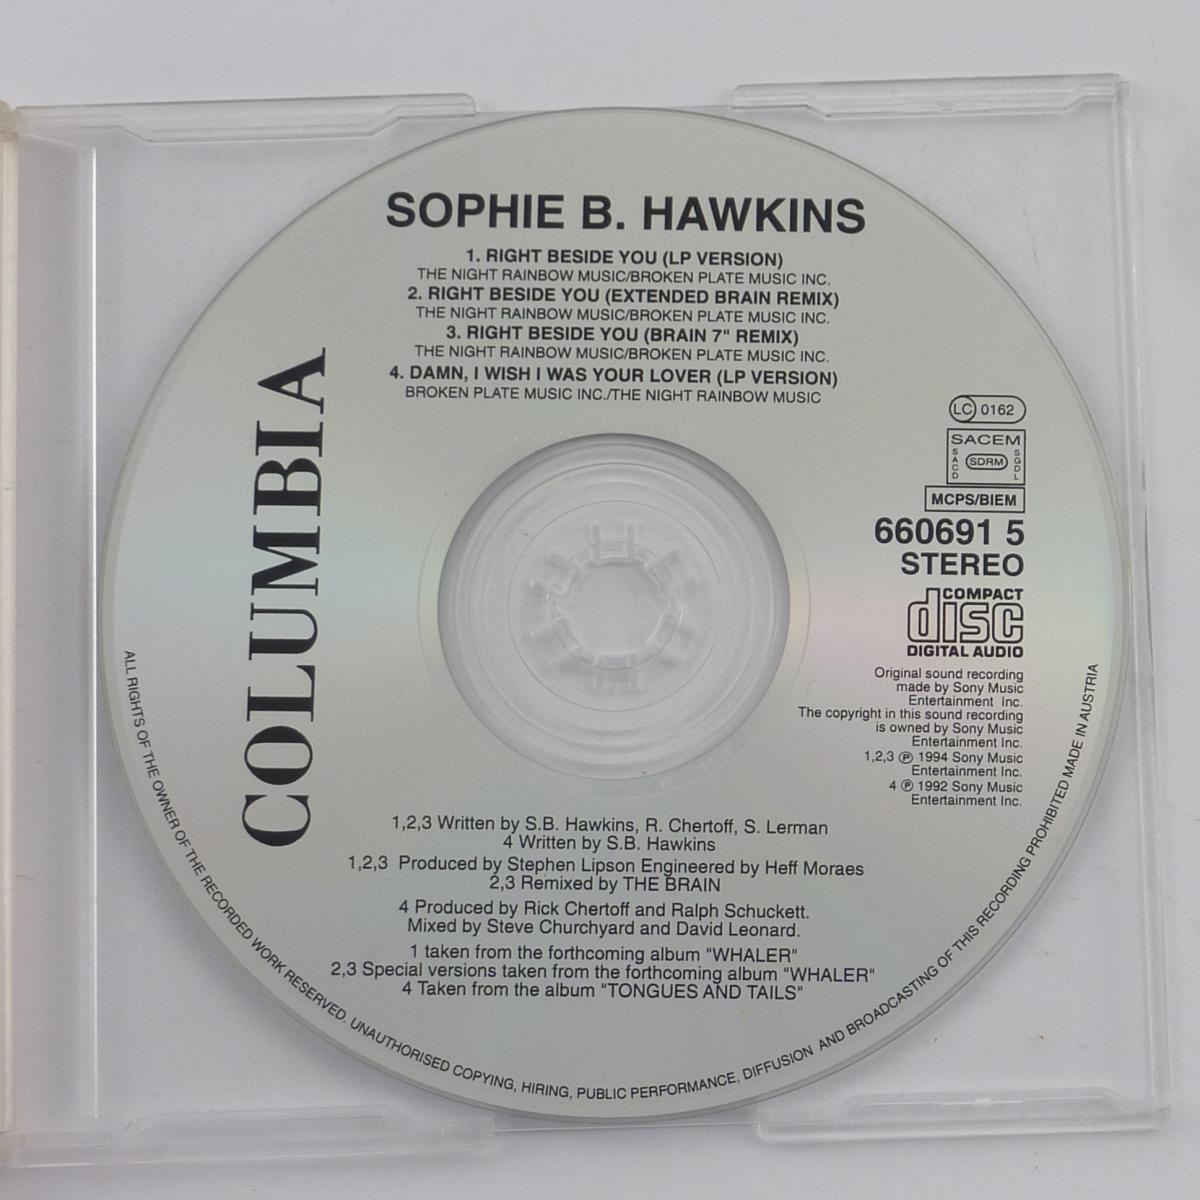 SOPHIE B. HAWKINS
1. RIGHT BESIDE YOU (LP VERSION)
THE NIGHT RAINBOW MUSIC/BROKEN PLATE MUSIC INC.
2. RIGHT BESIDE YOU (EXTENDED BRAIN REMIX)
THE NIGHT RAINBOW MUSIC/BROKEN PLATE MUSIC INC.
3. RIGHT BESIDE YOU (BRAIN 7" REMIX)
THE NIGHT RAINBOW MUSIC/BROKEN PLATE MUSIC INC.
4. DAMN, I WISH I WAS YOUR LOVER (LP VERSION)
BROKEN PLATE MUSIC INC./THE NIGHT RAINBOW MUSIC
COLUMBIA
LC 0162
SACEM
SACD SDRM SGDL
MCPS/BIEM
660691 5
STEREO
COMPACT
disc
DIGITAL AUDIO
Original sound recording
made by Sony Music
Entertainment Inc.
The copyright in this sound recording
is owned by Sony Music
Entertainment Inc.
1,2,3 ℗ 1994 Sony Music
Entertainment Inc.
4 ℗ 1992 Sony Music
Entertainment Inc.
1,2,3 Written by S.B. Hawkins, R. Chertoff, S. Lerman
4 Written by S.B. Hawkins
1,2,3 Produced by Stephen Lipson Engineered by Heff Moraes
2,3 Remixed by THE BRAIN
4 Produced by Rick Chertoff and Ralph Schuckett.
Mixed by Steve Churchyard and David Leonard.
1 taken from the forthcoming album "WHALER"
2,3 Special versions taken from the forthcoming album "WHALER"
4 Taken from the album "TONGUES AND TAILS"
ALL RIGHTS OF THE OWNER OF THE RECORDED WORK RESERVED. UNAUTHORISED COPYING, HIRING, PUBLIC PERFORMANCE, DIFFUSION AND BROADCASTING OF THIS RECORDING PROHIBITED MADE IN AUSTRIA